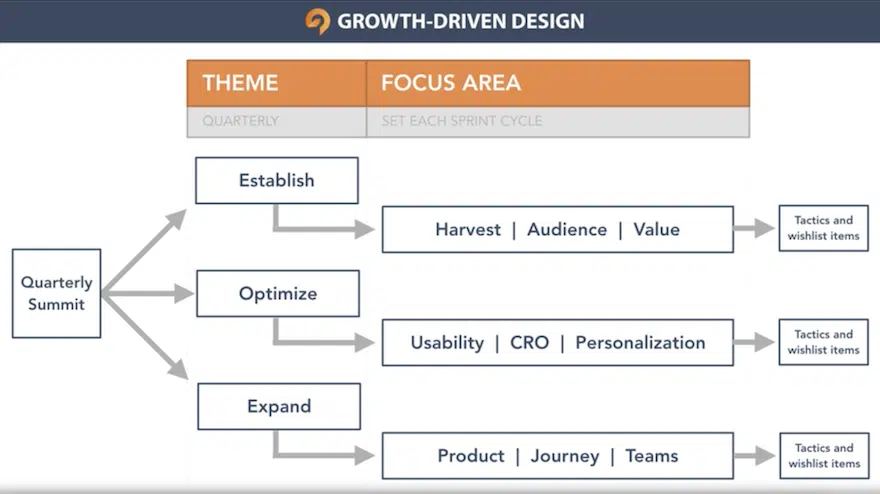 GROWTH-DRIVEN DESIGN
THEME
FOCUS AREA
QUARTERLY
SET EACH SPRINT CYCLE
Quarterly
Summit
Establish
Harvest | Audience | Value
Tactics and
wishlist items
Optimize
Usability | CRO | Personalization
Tactics and
wishlist items
Expand
Product | Journey | Teams
Tactics and
wishlist items